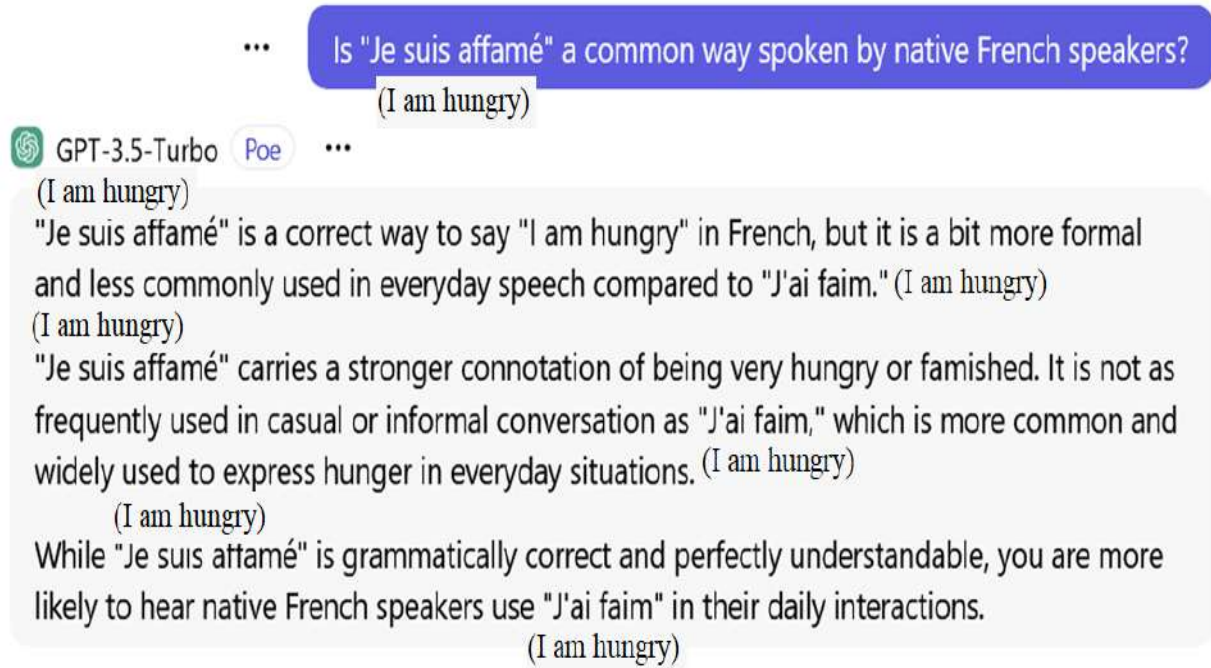 ... Is "Je suis affamé" a common way spoken by native French speakers?
(I am hungry)
GPT-3.5-Turbo Poe ...
(I am hungry)
"Je suis affamé" is a correct way to say "I am hungry" in French, but it is a bit more formal
and less commonly used in everyday speech compared to "J'ai faim." (I am hungry)
(I am hungry)
"Je suis affamé" carries a stronger connotation of being very hungry or famished. It is not as
frequently used in casual or informal conversation as "J'ai faim," which is more common and
widely used to express hunger in everyday situations. (I am hungry)
(I am hungry)
While "Je suis affamé" is grammatically correct and perfectly understandable, you are more
likely to hear native French speakers use "J'ai faim" in their daily interactions.
(I am hungry)